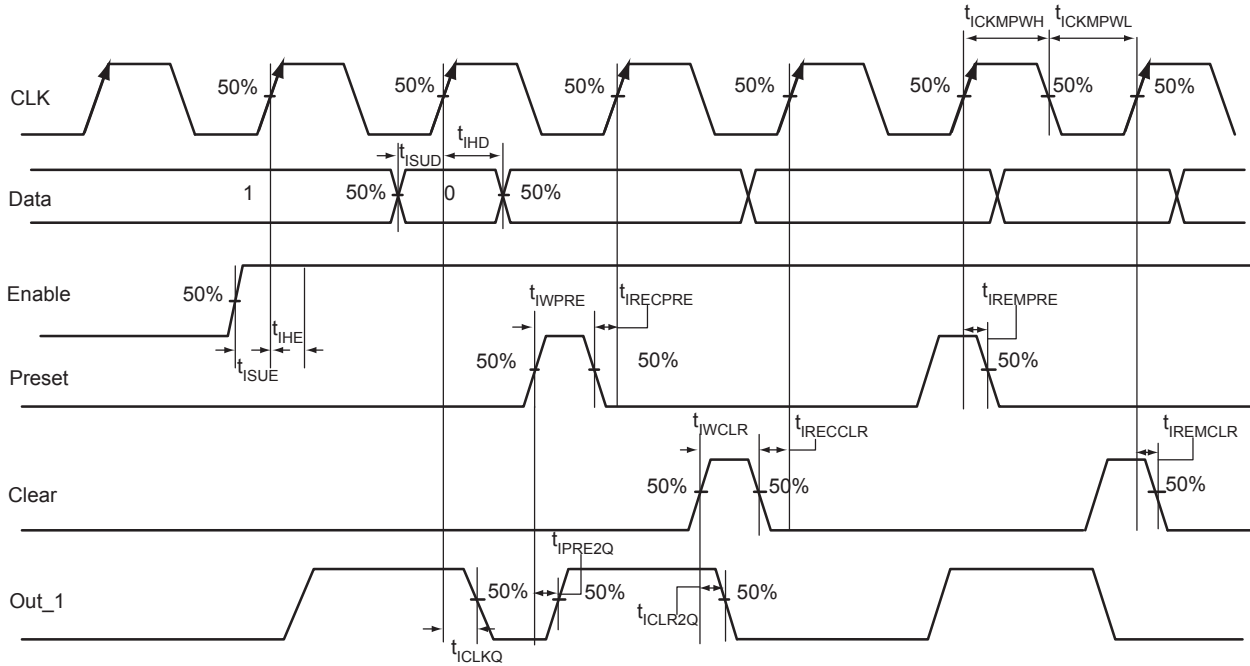 tICKMPWH tICKMPWL
CLK 50% 50% 50% 50% 50% 50% 50%
tISUD tIHD
Data 1 50% 0 50%
Enable 50%
tIHE tISUE
tIWPRE tIRECPRE tIREMPRE
Preset 50% 50% 50%
tIWCLR tIRECCLR tIREMCLR
Clear 50% 50% 50%
tIPRE2Q
Out_1 50% 50% 50%
tICLR2Q
tICLKQ